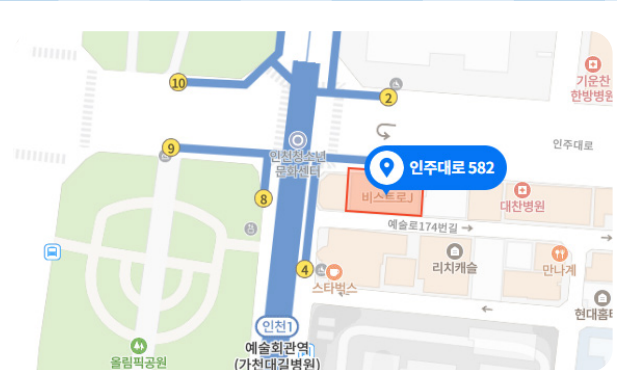 기운찬
한방병원
10
2
9
인천청소년
문화센터
인주대로
인주대로 582
비스트로J
대찬병원
8
예술로174번길 →
리치캐슬
만나계
4
스타벅스
현대홈타
인천1
예술회관역
(가천대길병원)
올림픽공원